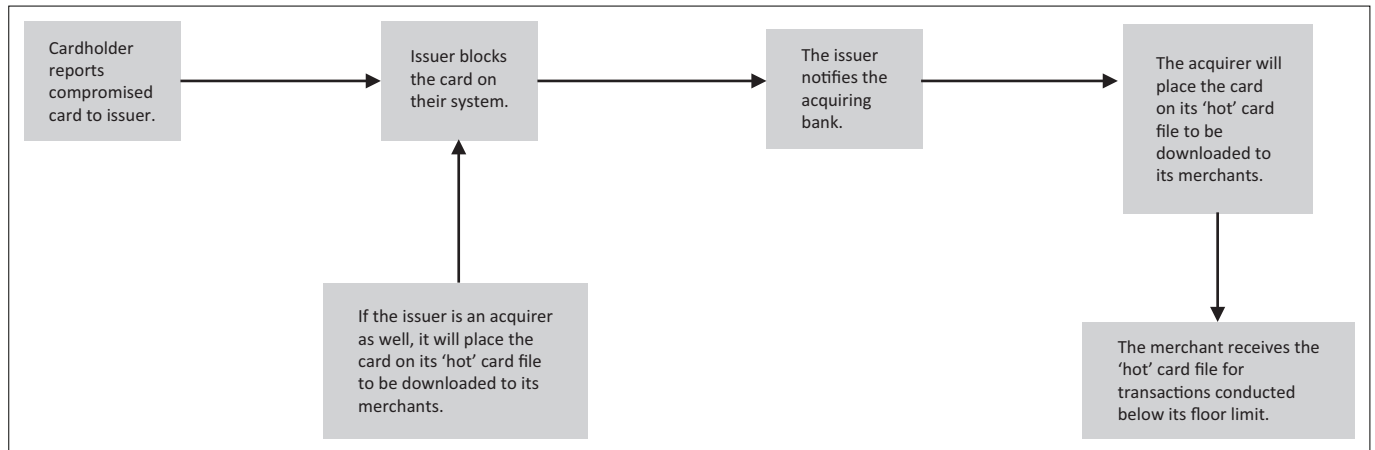 Cardholder
reports
compromised
card to issuer.
Issuer blocks
the card on
their system.
The issuer
notifies the
acquiring
bank.
The acquirer will
place the card
on its ‘hot’ card
file to be
downloaded to
its merchants.
If the issuer is an acquirer
as well, it will place the
card on its ‘hot’ card file
to be downloaded to its
merchants.
The merchant receives the
‘hot’ card file for
transactions conducted
below its floor limit.